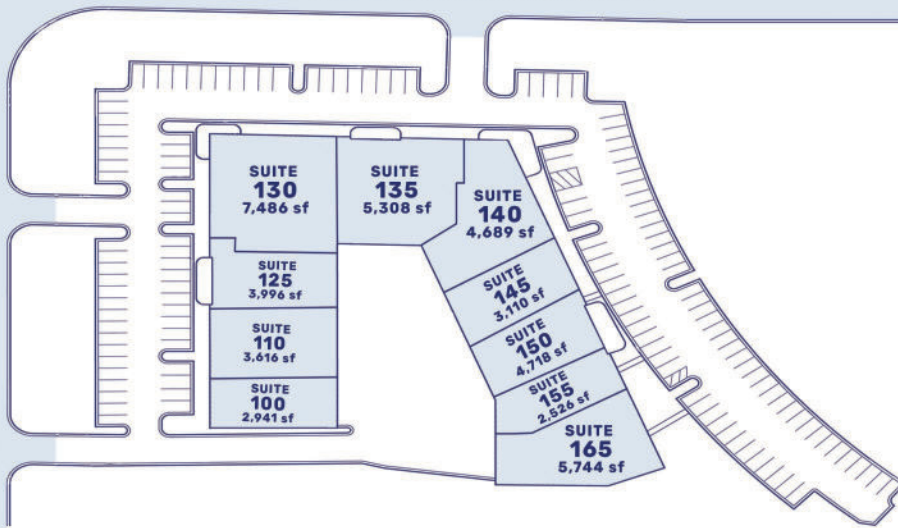 SUITE
130
7,486 sf
SUITE
135
5,308 sf
SUITE
140
4,689 sf
SUITE
125
3,996 sf
SUITE
145
3,110 sf
SUITE
110
3,616 sf
SUITE
150
4,718 sf
SUITE
100
2,941 sf
SUITE
155
2,526 sf
SUITE
165
5,744 sf